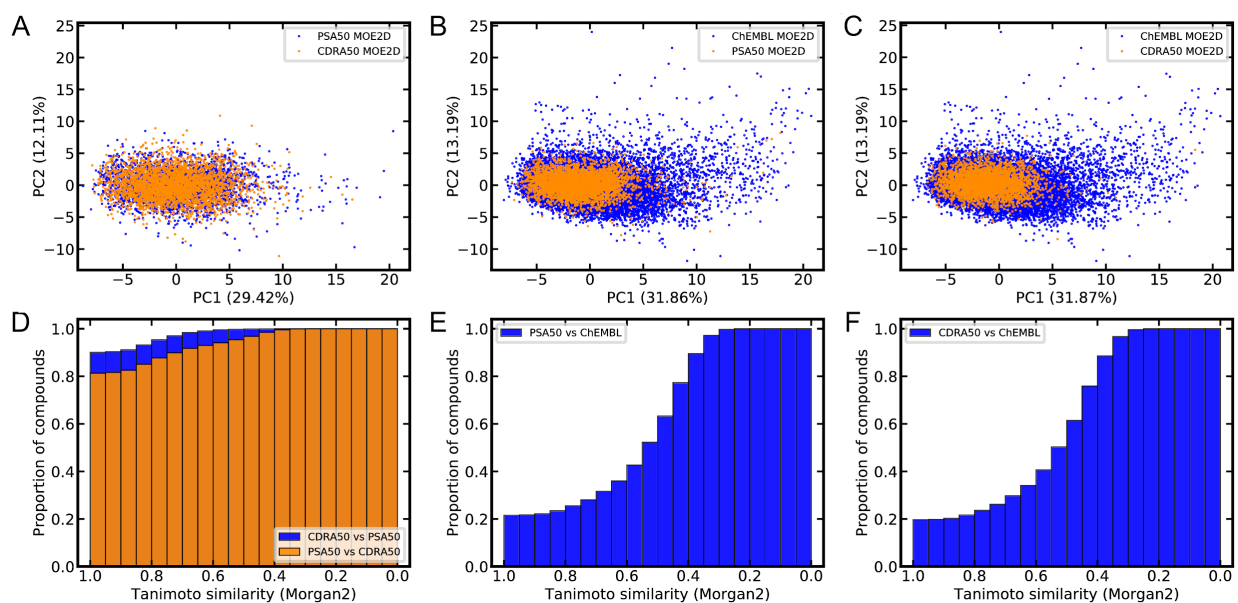 A
25
20
15
10
5
0
−5
−10
PC2 (12.11%)
PSA50 MOE2D
CDRA50 MOE2D
−5 0 5 10 15 20
PC1 (29.42%)
B
25
20
15
10
5
0
−5
−10
PC2 (13.19%)
ChEMBL MOE2D
PSA50 MOE2D
−5 0 5 10 15 20
PC1 (31.86%)
C
25
20
15
10
5
0
−5
−10
PC2 (13.19%)
ChEMBL MOE2D
CDRA50 MOE2D
−5 0 5 10 15 20
PC1 (31.87%)
D
1.0
0.8
0.6
0.4
0.2
0.0
Proportion of compounds
CDRA50 vs PSA50
PSA50 vs CDRA50
1.0 0.8 0.6 0.4 0.2 0.0
Tanimoto similarity (Morgan2)
E
1.0
0.8
0.6
0.4
0.2
0.0
Proportion of compounds
PSA50 vs ChEMBL
1.0 0.8 0.6 0.4 0.2 0.0
Tanimoto similarity (Morgan2)
F
1.0
0.8
0.6
0.4
0.2
0.0
Proportion of compounds
CDRA50 vs ChEMBL
1.0 0.8 0.6 0.4 0.2 0.0
Tanimoto similarity (Morgan2)